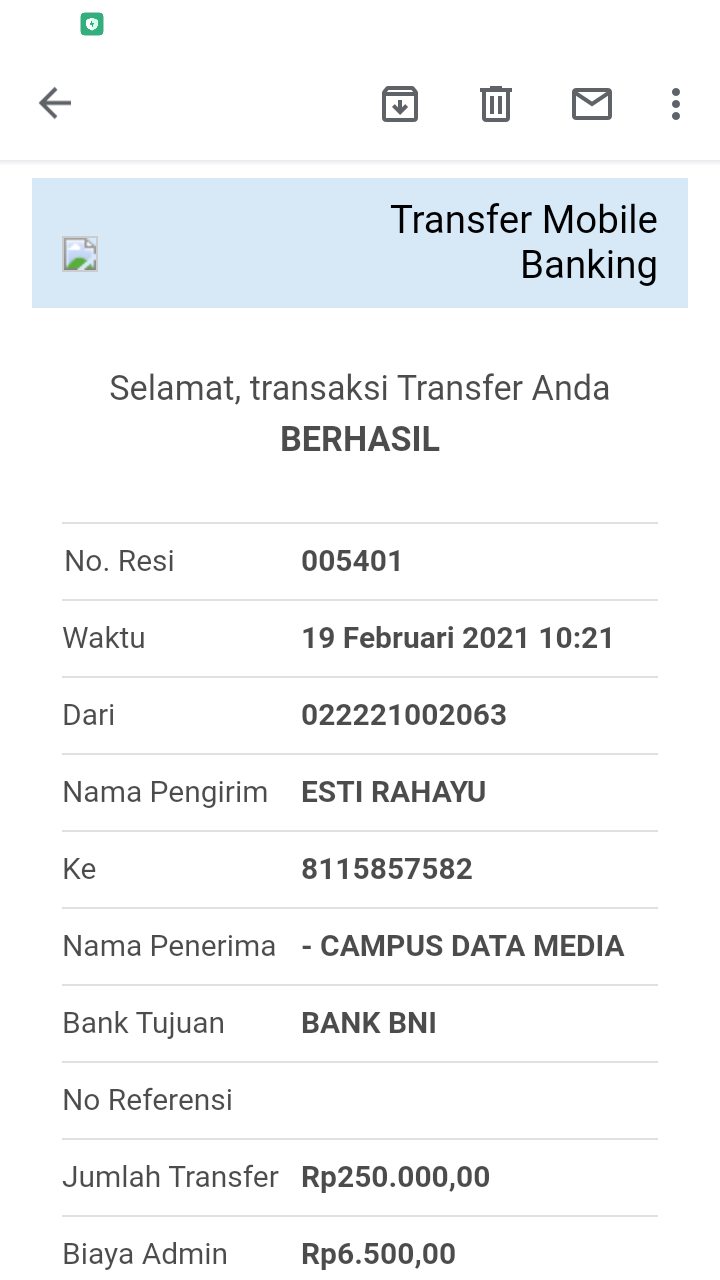 Transfer Mobile
Banking
Selamat, transaksi Transfer Anda
BERHASIL
No. Resi 005401
Waktu 19 Februari 2021 10:21
Dari 022221002063
Nama Pengirim ESTI RAHAYU
Ke 8115857582
Nama Penerima - CAMPUS DATA MEDIA
Bank Tujuan BANK BNI
No Referensi
Jumlah Transfer Rp250.000,00
Biaya Admin Rp6.500,00